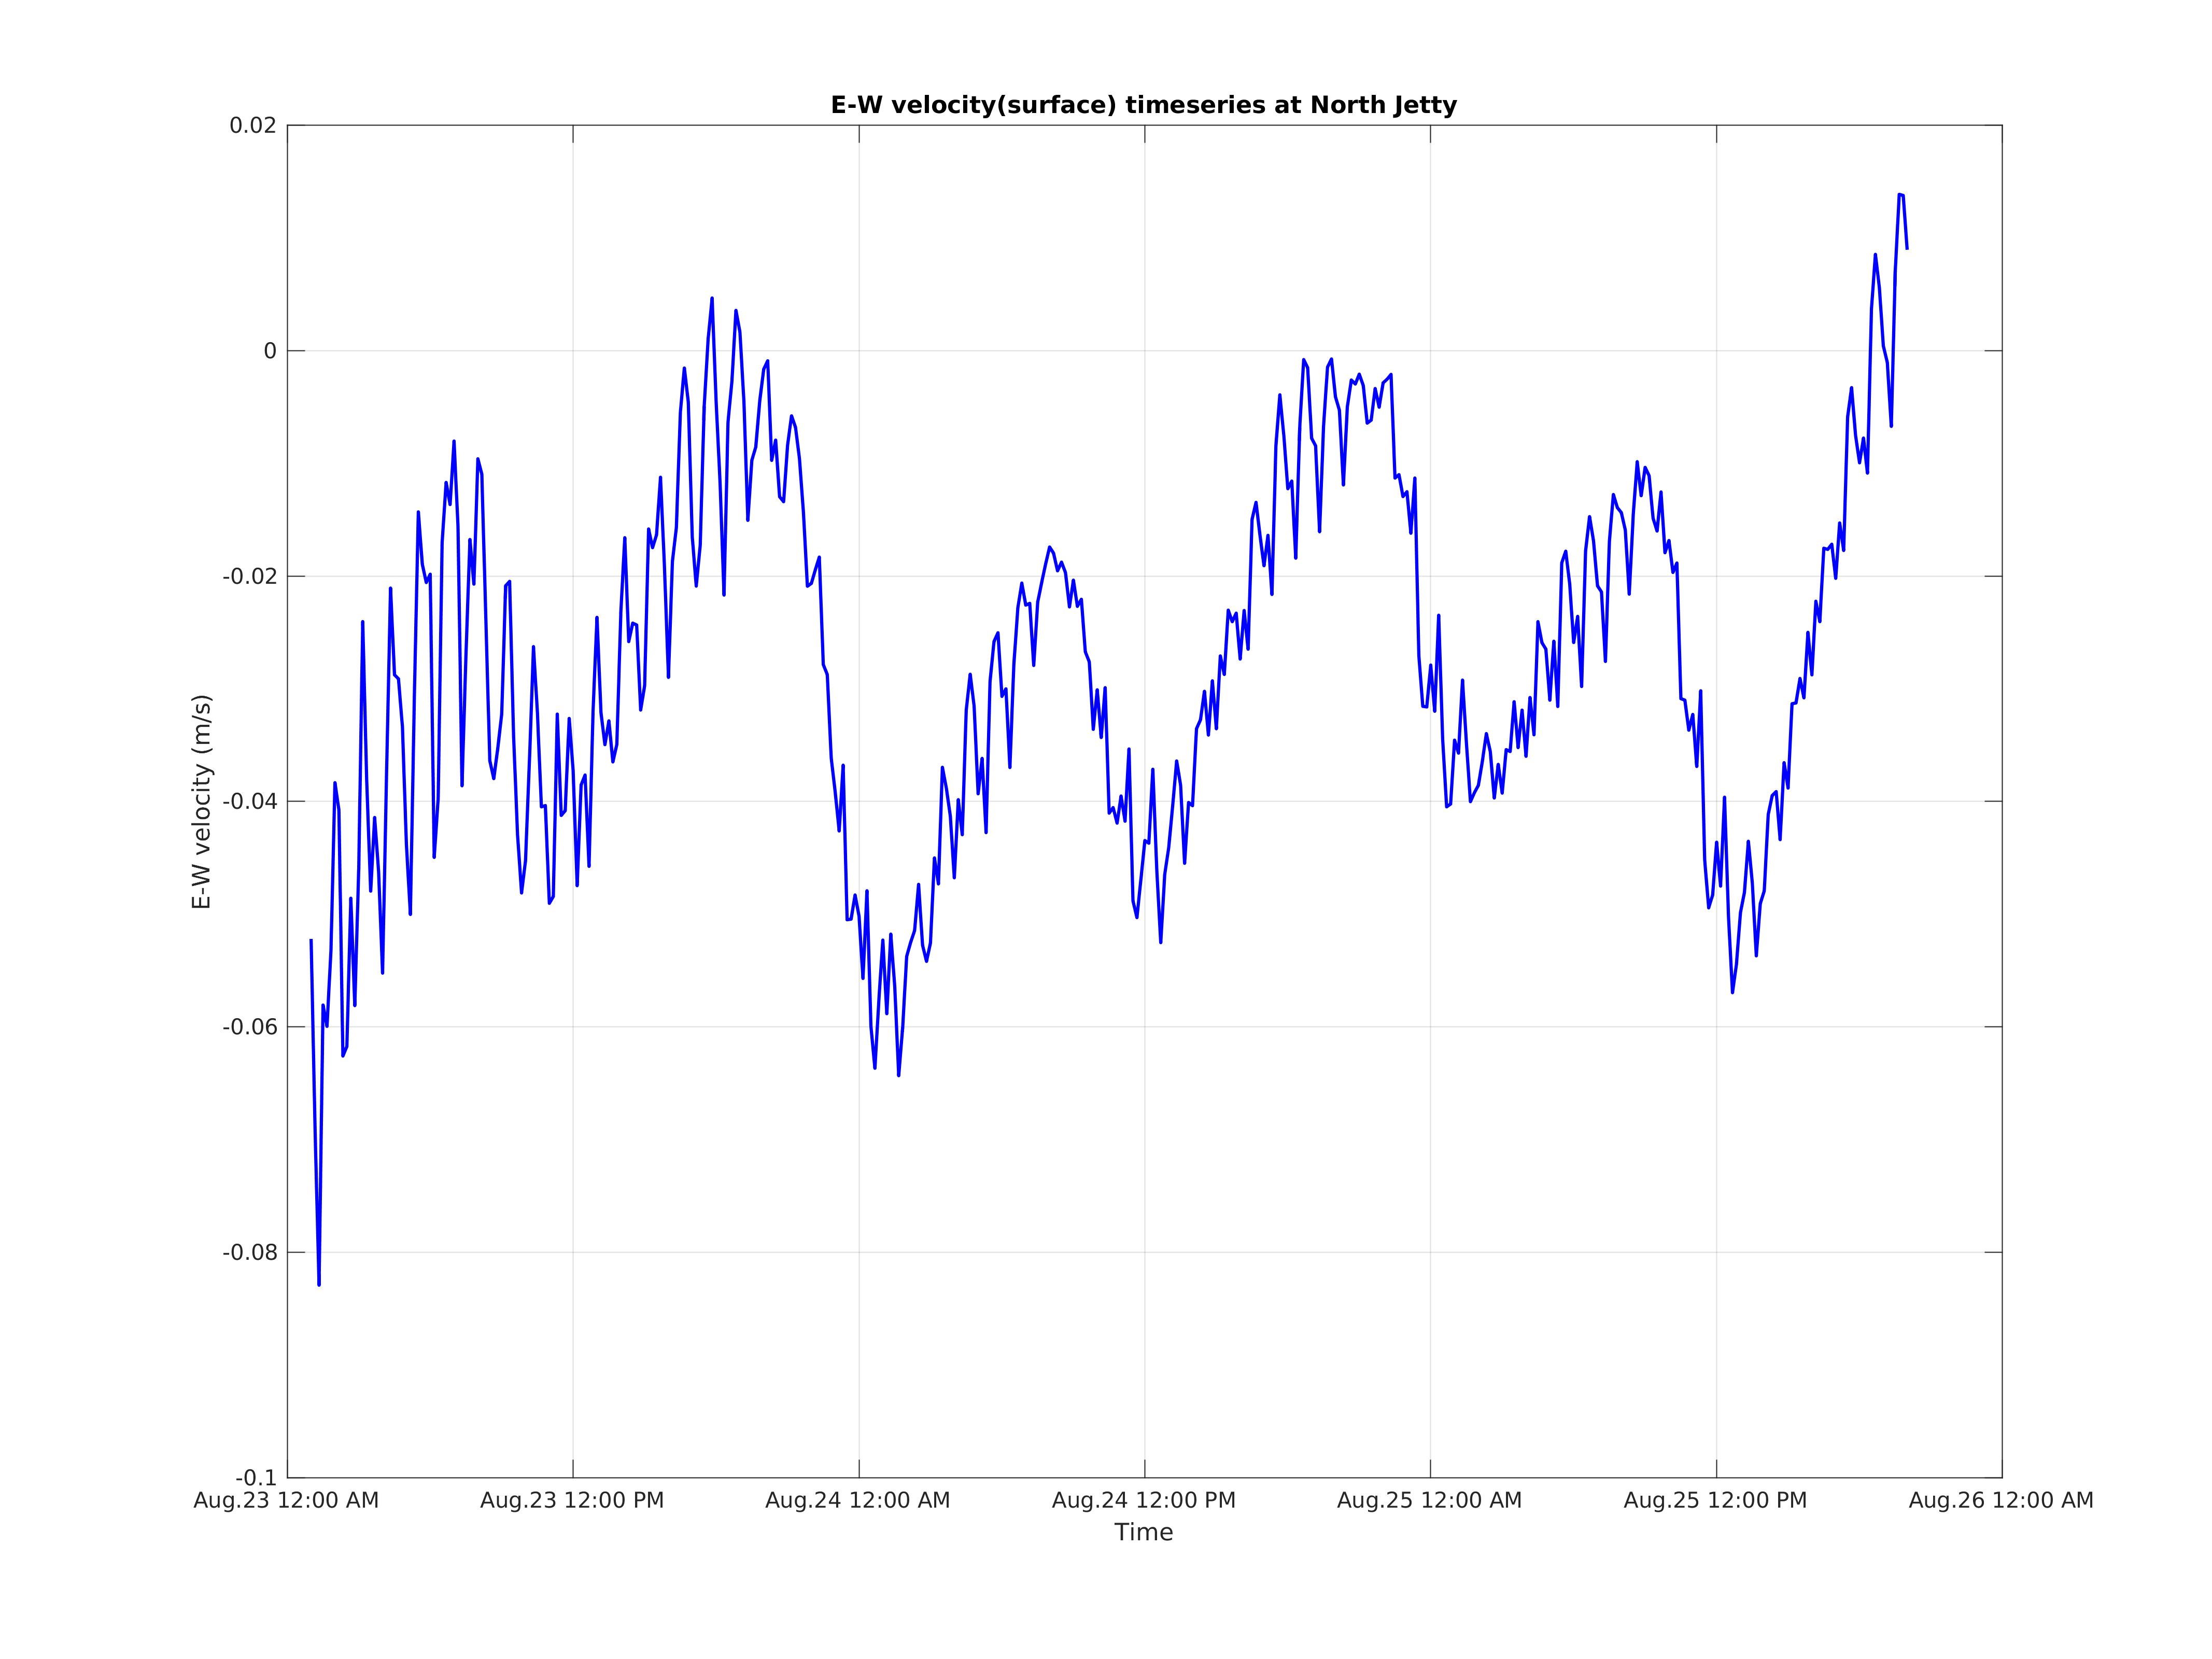 E-W velocity(surface) timeseries at North Jetty
0.02
0
-0.02
-0.04
-0.06
-0.08
-0.1
E-W velocity (m/s)
Aug.23 12:00 AM
Aug.23 12:00 PM
Aug.24 12:00 AM
Aug.24 12:00 PM
Aug.25 12:00 AM
Aug.25 12:00 PM
Aug.26 12:00 AM
Time